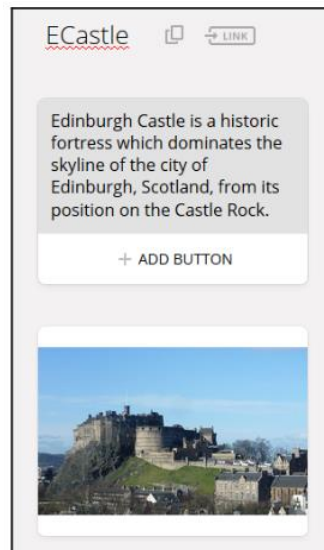 ECastle LINK
Edinburgh Castle is a historic
fortress which dominates the
skyline of the city of
Edinburgh, Scotland, from its
position on the Castle Rock.
+ ADD BUTTON